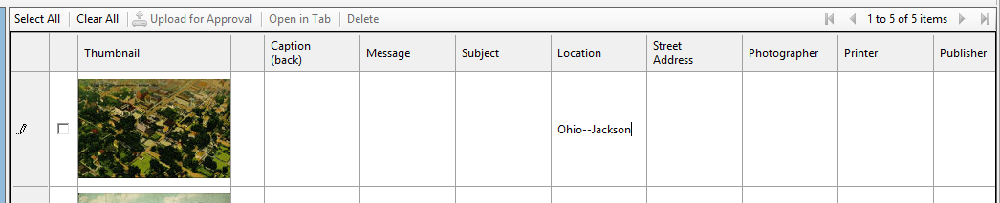 Select All Clear All Upload for Approval Open in Tab Delete 1 to 5 of 5 items
Thumbnail Caption (back) Message Subject Location Street Address Photographer Printer Publisher
Ohio--Jackson